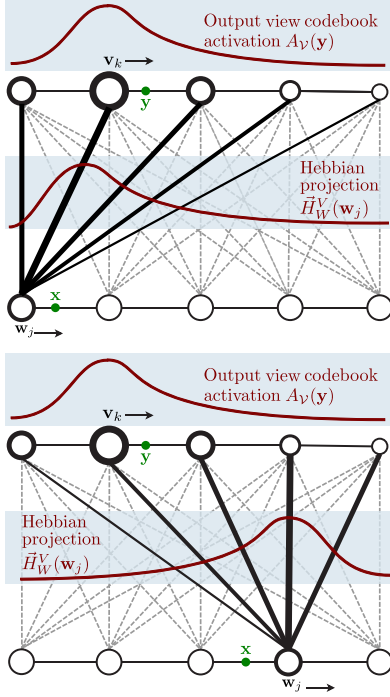 Output view codebook
activation A_𝒱(y)
v_k
y
Hebbian
projection
H⃗_W^V(w_j)
x
w_j
Output view codebook
activation A_𝒱(y)
v_k
y
Hebbian
projection
H⃗_W^V(w_j)
x
w_j